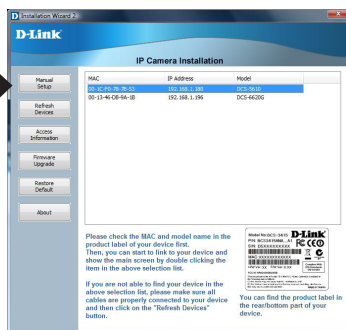 Installation Wizard 2
D-Link
IP Camera Installation
Manual
Setup
Refresh
Devices
Access
Information
Firmware
Upgrade
Restore
Default
About
MAC IP Address Model
192.168.1.180 DCS-5610
00-13-46-DB-9A-1B 192.168.1.196 DCS-6620G
Please check the MAC and model name in the
product label of your device first.
Then, you can start to link to your device and
show the main screen by double clicking the
item in the above selection list.
If you are not able to find your device in the
above selection list, please make sure all
cables are properly connected to your device
and then click on the "Refresh Devices"
button.
D-Link
You can find the product label in
the rear/bottom part of your
device.